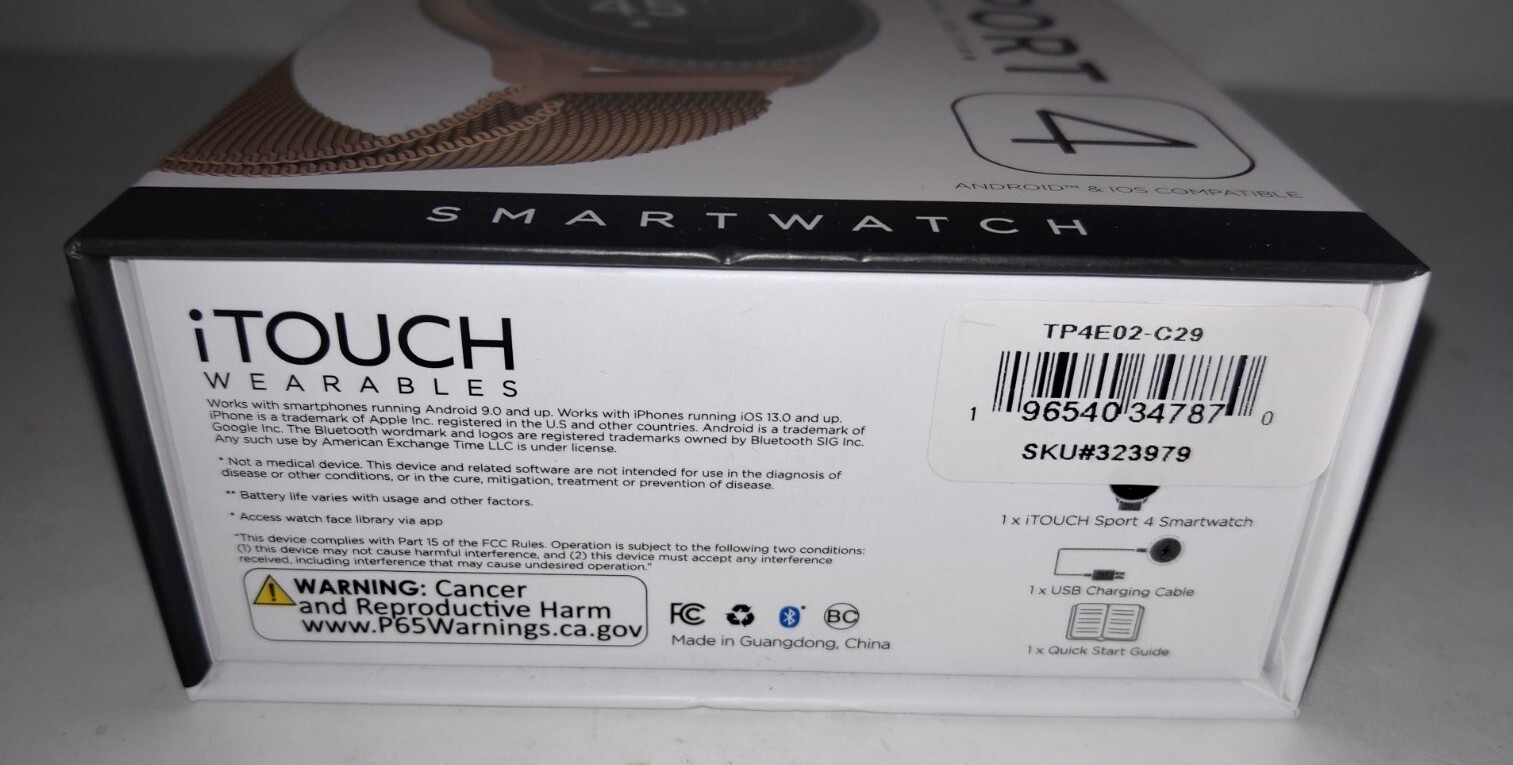 45
PORT
4
ANDROID™ & IOS COMPATIBLE
SMARTWATCH
iTOUCH
WEARABLES
Works with smartphones running Android 9.0 and up. Works with iPhones running iOS 13.0 and up.
iPhone is a trademark of Apple Inc. registered in the U.S and other countries. Android is a trademark of
Google Inc. The Bluetooth wordmark and logos are registered trademarks owned by Bluetooth SIG Inc.
Any such use by American Exchange Time LLC is under license.
* Not a medical device. This device and related software are not intended for use in the diagnosis of
disease or other conditions, or in the cure, mitigation, treatment or prevention of disease.
** Battery life varies with usage and other factors.
* Access watch face library via app
"This device complies with Part 15 of the FCC Rules. Operation is subject to the following two conditions:
(1) this device may not cause harmful interference, and (2) this device must accept any interference
received, including interference that may cause undesired operation."
WARNING: Cancer
and Reproductive Harm
www.P65Warnings.ca.gov
FC BC
Made in Guangdong, China
TP4E02-C29
1 96540 34787 0
SKU#323979
1 x iTOUCH Sport 4 Smartwatch
1 x USB Charging Cable
1 x Quick Start Guide